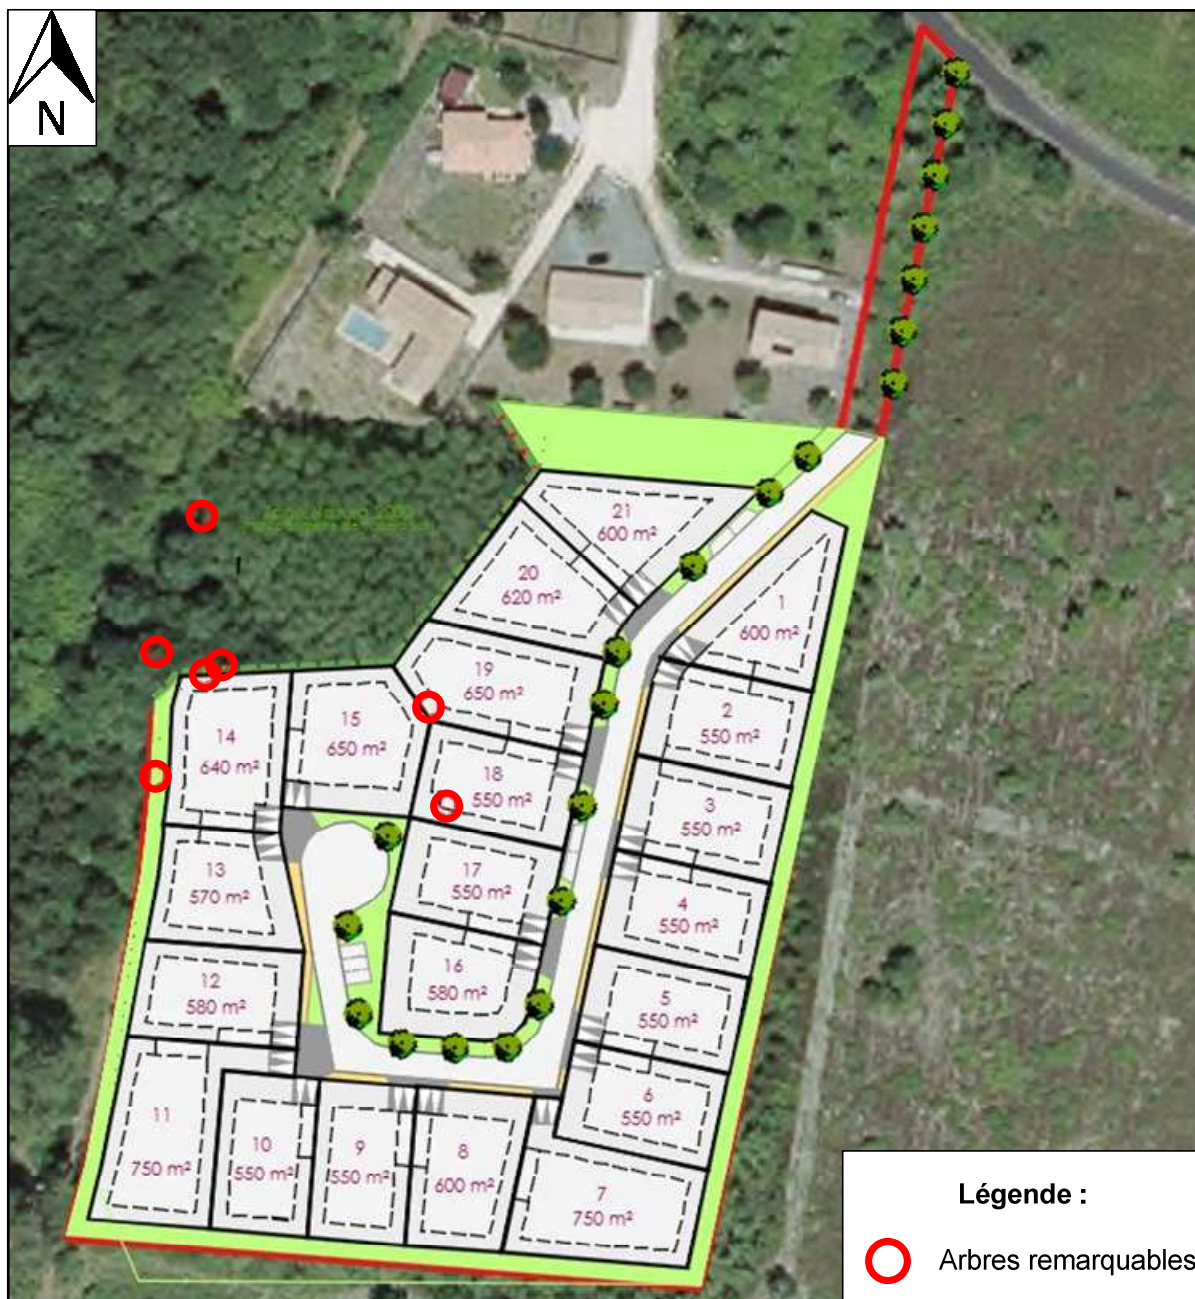 N
21
600 m²
20
620 m²
1
600 m²
19
650 m²
2
550 m²
14
640 m²
15
650 m²
18
550 m²
3
550 m²
13
570 m²
17
550 m²
4
550 m²
12
580 m²
16
580 m²
5
550 m²
11
750 m²
10
550 m²
9
550 m²
8
600 m²
6
550 m²
7
750 m²
Légende :
Arbres remarquables